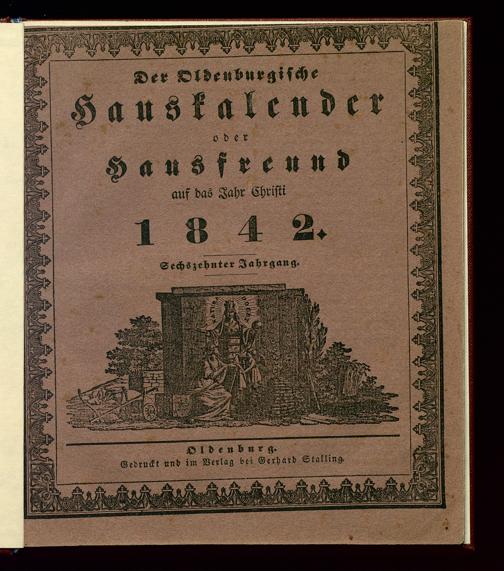 Der Oldenburgische
Hauskalender
oder
Hausfreund
auf das Jahr Christi
1842.
Sechszehnter Jahrgang.
Oldenburg.
Gedruckt und im Verlag bei Gerhard Stalling.